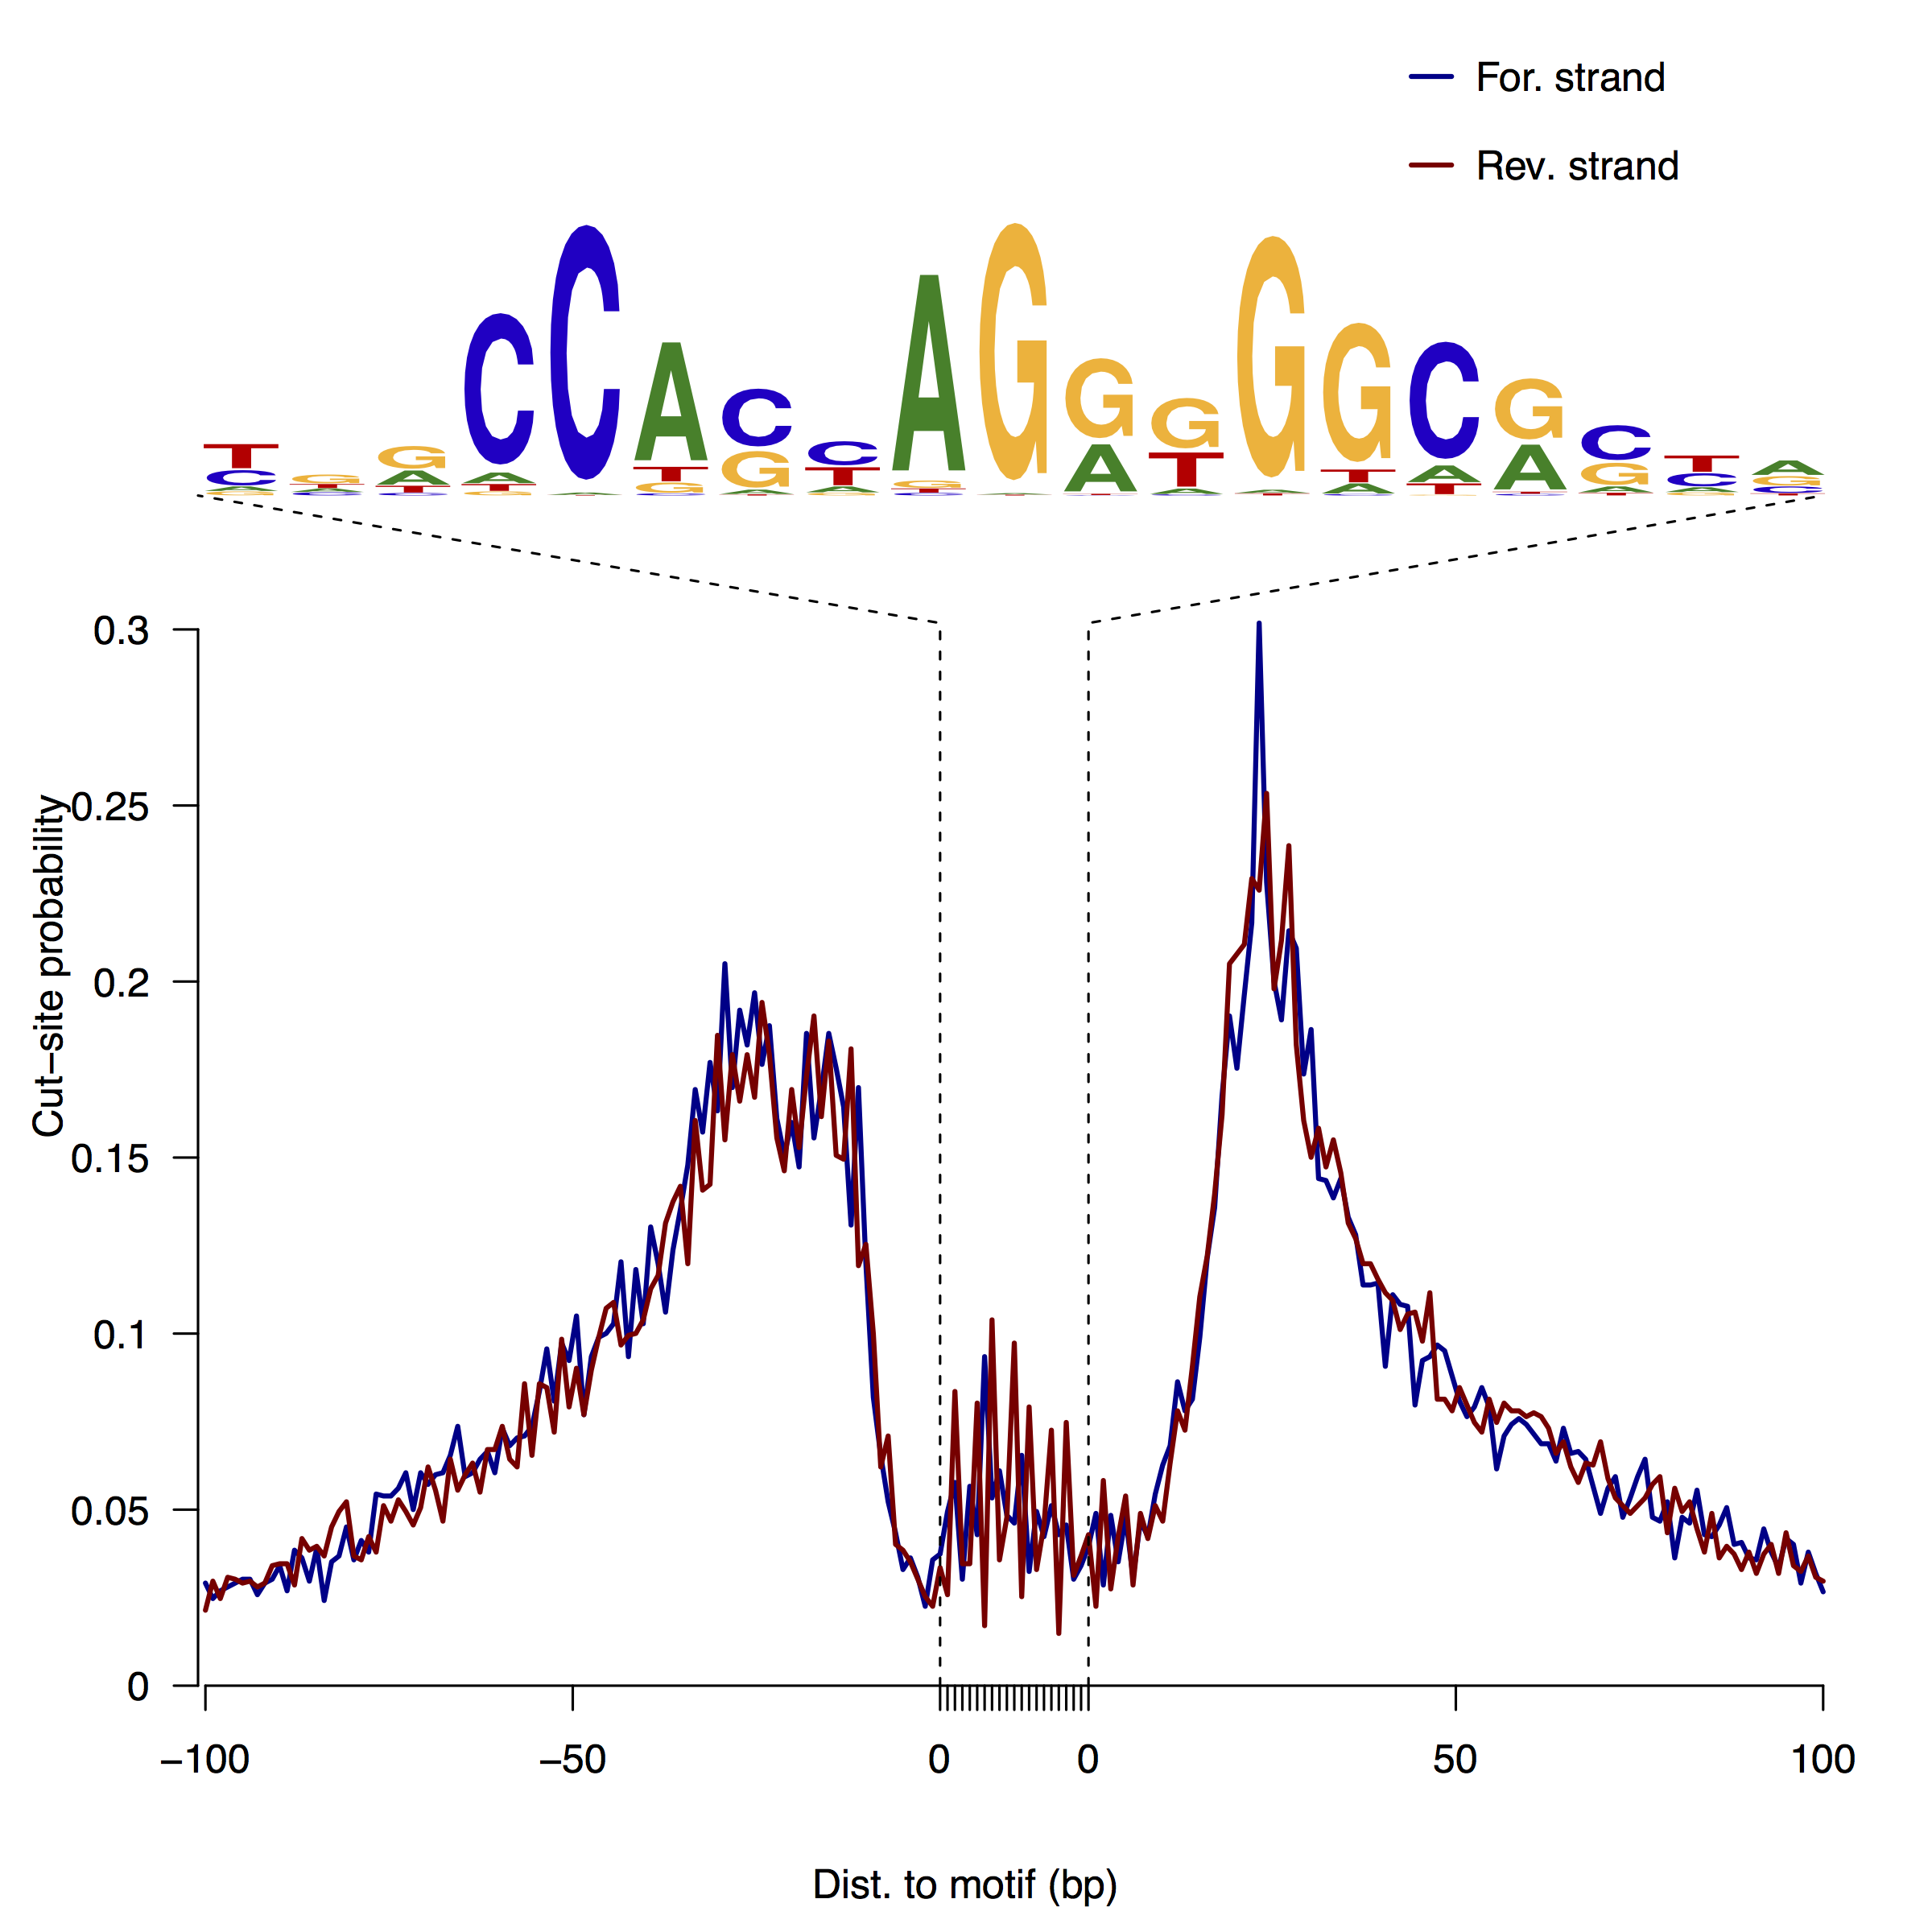 For. strand
Rev. strand
TGGCCACCAGGGGGCGCTA
0.3
0.25
0.2
0.15
0.1
0.05
0
Cut−site probability
−100 −50 0 0 50 100
Dist. to motif (bp)